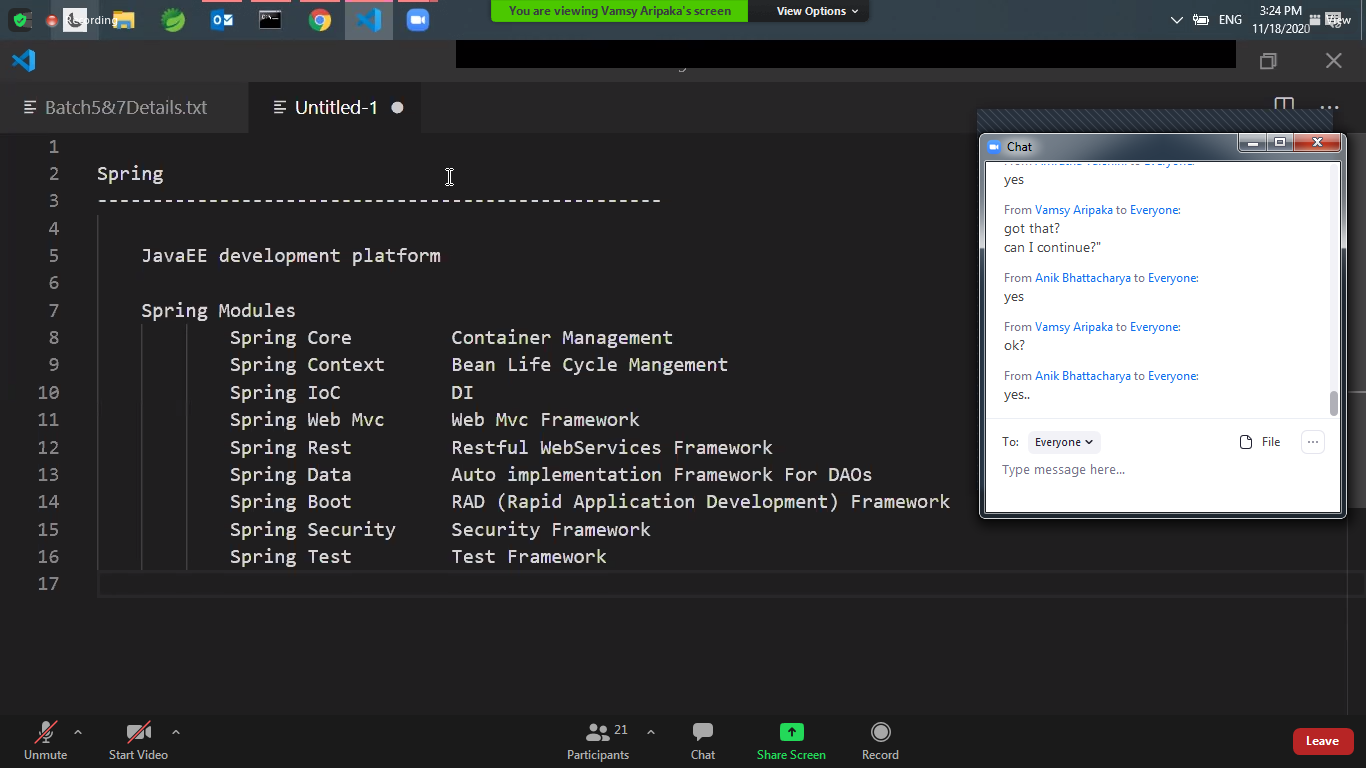 Recording
You are viewing Vamsy Aripaka's screen
View Options
ENG
3:24 PM
11/18/2020
View
Batch5&7Details.txt
Untitled-1
1
2 Spring
3 ---------------------------------------------------
4
5 JavaEE development platform
6
7 Spring Modules
8 Spring Core Container Management
9 Spring Context Bean Life Cycle Mangement
10 Spring IoC DI
11 Spring Web Mvc Web Mvc Framework
12 Spring Rest Restful WebServices Framework
13 Spring Data Auto implementation Framework For DAOs
14 Spring Boot RAD (Rapid Application Development) Framework
15 Spring Security Security Framework
16 Spring Test Test Framework
17
Chat
yes
From Vamsy Aripaka to Everyone:
got that?
can I continue?"
From Anik Bhattacharya to Everyone:
yes
From Vamsy Aripaka to Everyone:
ok?
From Anik Bhattacharya to Everyone:
yes..
To: Everyone File ...
Type message here...
Unmute
Start Video
Participants 21
Chat
Share Screen
Record
Leave